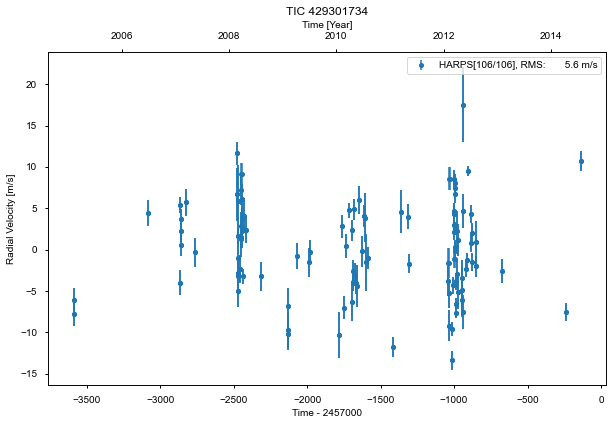 TIC 429301734
Time [Year]
2006 2008 2010 2012 2014
HARPS[106/106], RMS: 5.6 m/s
Radial Velocity [m/s]
20
15
10
5
0
−5
−10
−15
−3500 −3000 −2500 −2000 −1500 −1000 −500 0
Time - 2457000